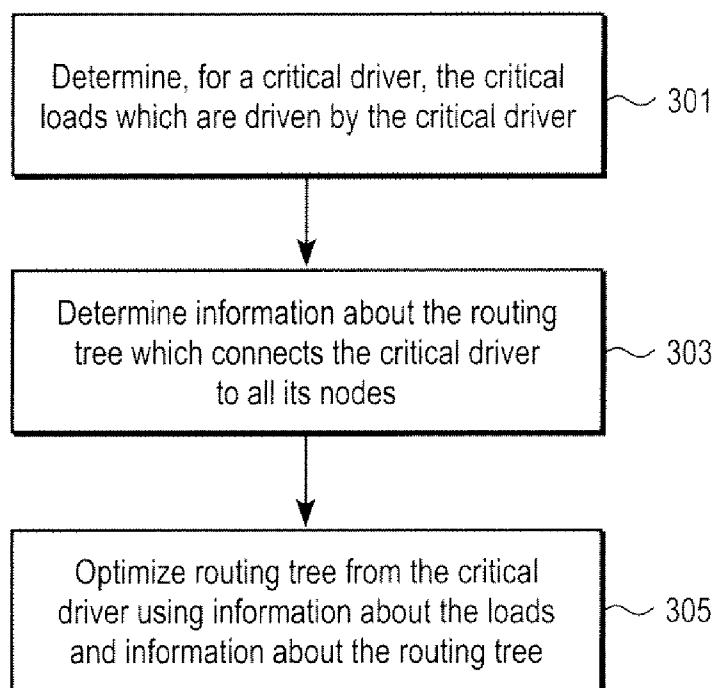 Determine, for a critical driver, the critical
loads which are driven by the critical driver
301
Determine information about the routing
tree which connects the critical driver
to all its nodes
303
Optimize routing tree from the critical
driver using information about the loads
and information about the routing tree
305